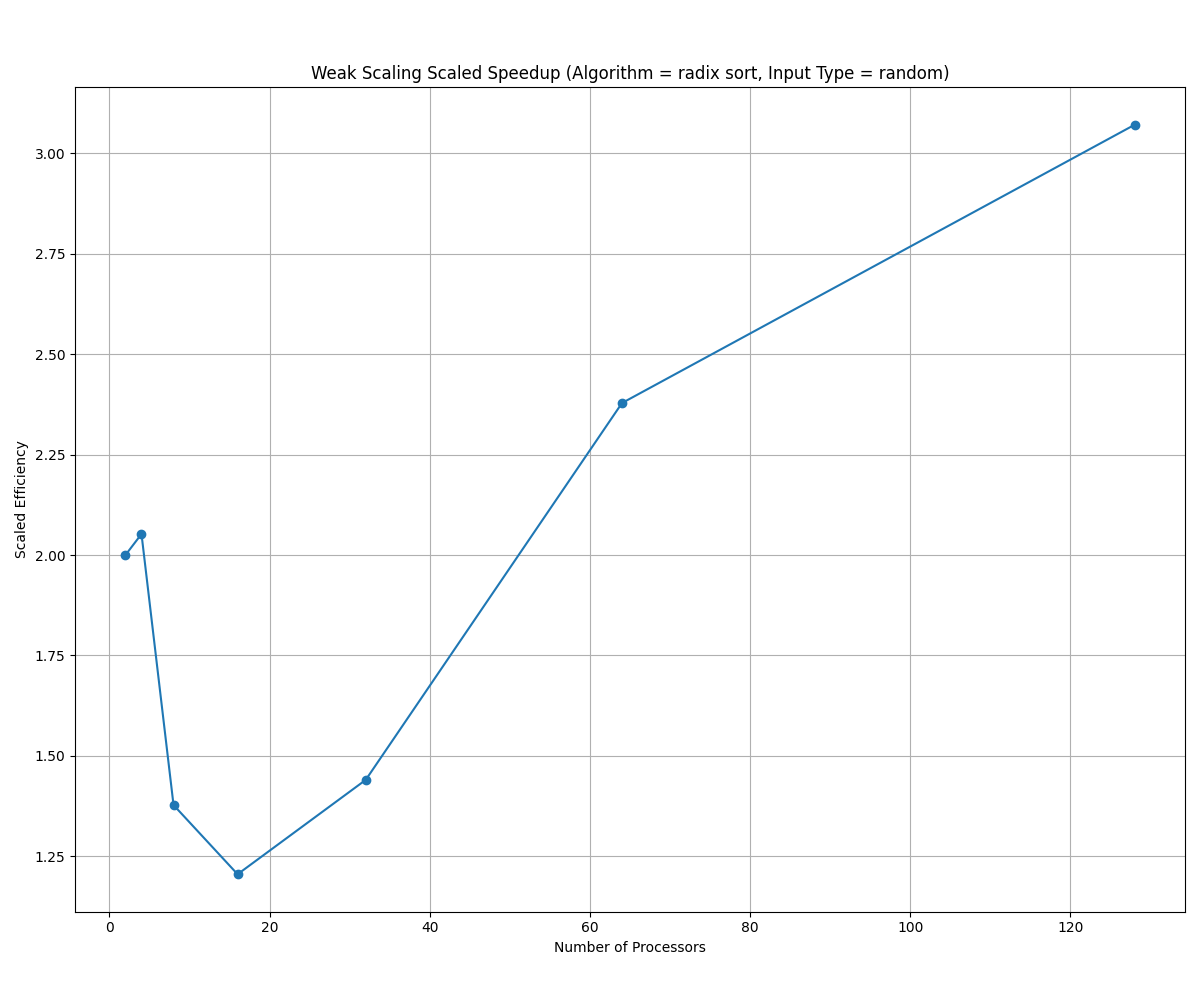 Weak Scaling Scaled Speedup (Algorithm = radix sort, Input Type = random)
Scaled Efficiency
3.00
2.75
2.50
2.25
2.00
1.75
1.50
1.25
0 20 40 60 80 100 120
Number of Processors